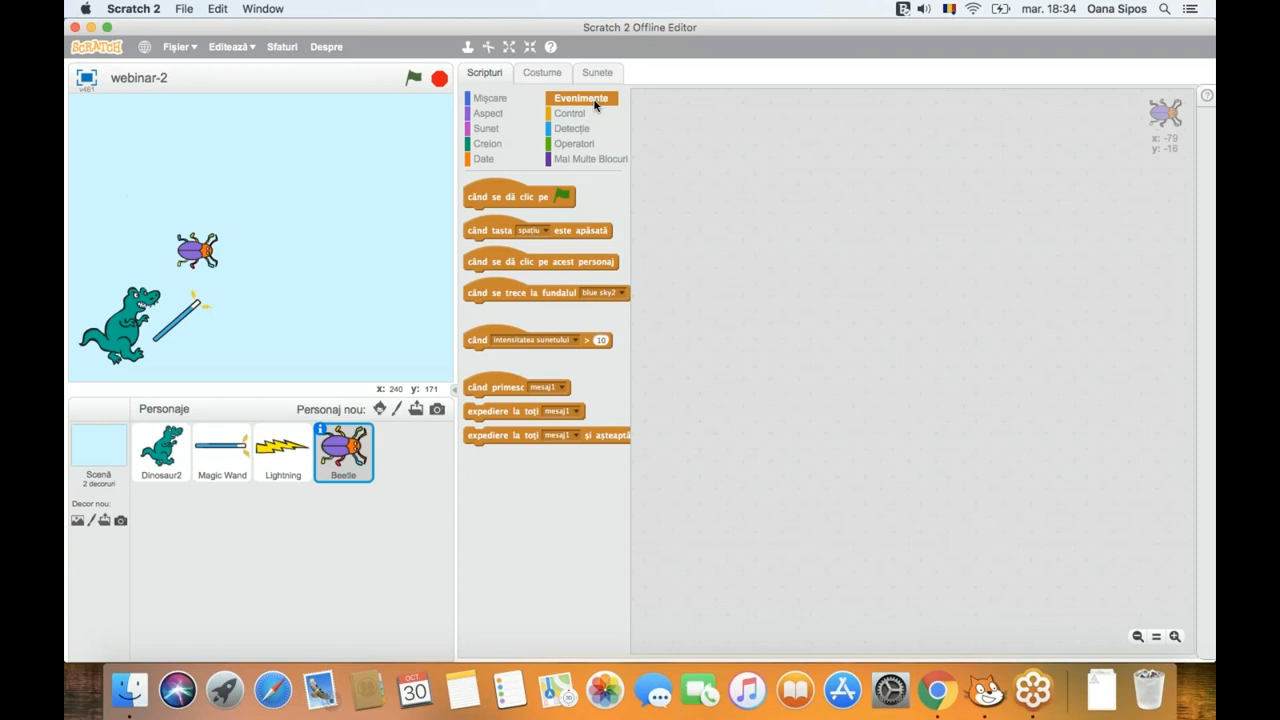 Scratch 2 File Edit Window mar. 18:34 Oana Sipos
Scratch 2 Offline Editor
SCRATCH Fișier Editează Sfaturi Despre
webinar-2
v461
Scripturi Costume Sunete
Mișcare Evenimente
Aspect Control
Sunet Detecție
Creion Operatori
Date Mai Multe Blocuri
x: -79
y: -16
când se dă clic pe
când tasta spațiu este apăsată
când se dă clic pe acest personaj
când se trece la fundalul blue sky2
când intensitatea sunetului > 10
când primesc mesaj1
expediere la toți mesaj1
expediere la toți mesaj1 și așteaptă
x: 240 y: 171
Personaje Personaj nou:
Dinosaur2 Magic Wand Lightning Beetle
Scenă
2 decoruri
Decor nou:
OCT
30